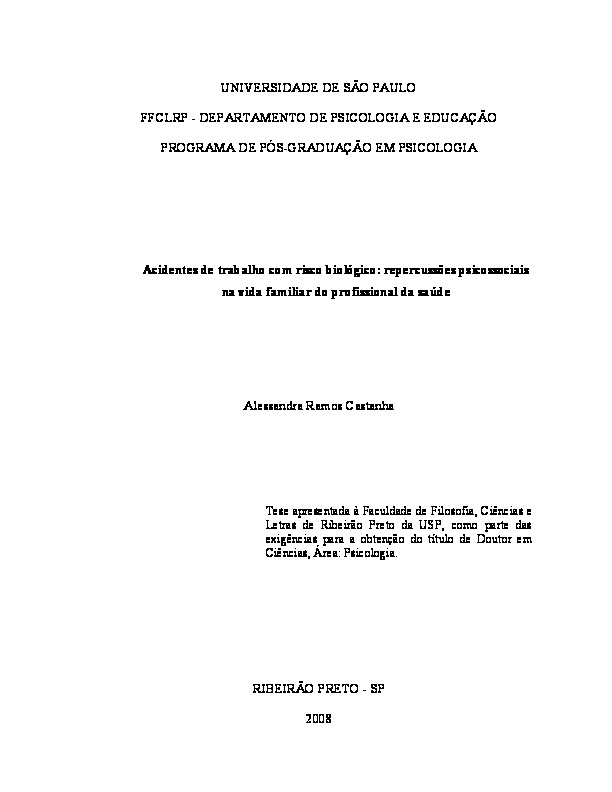 UNIVERSIDADE DE SÃO PAULO
FFCLRP - DEPARTAMENTO DE PSICOLOGIA E EDUCAÇÃO
PROGRAMA DE PÓS-GRADUAÇÃO EM PSICOLOGIA
Acidentes de trabalho com risco biológico: repercussões psicossociais
na vida familiar do profissional da saúde
Alessandra Ramos Castanha
Tese apresentada à Faculdade de Filosofia, Ciências e
Letras de Ribeirão Preto da USP, como parte das
exigências para a obtenção do título de Doutor em
Ciências, Área: Psicologia.
RIBEIRÃO PRETO - SP
2008